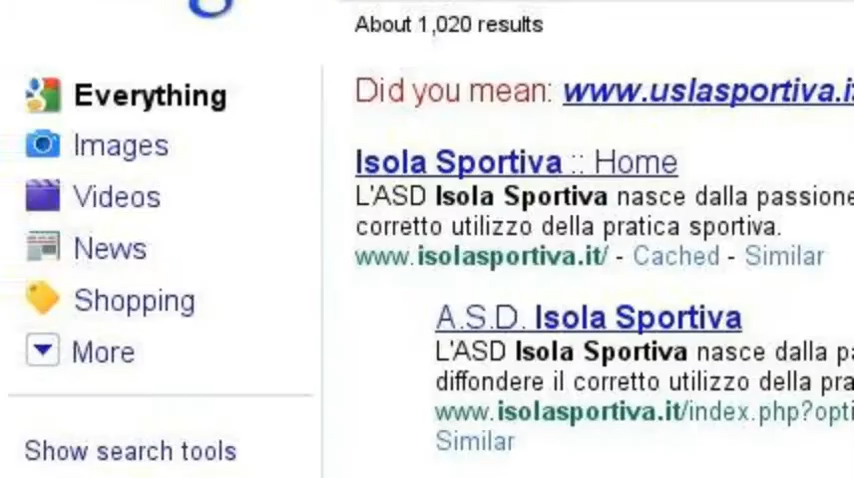 About 1,020 results
Everything
Images
Videos
News
Shopping
More
Show search tools
Did you mean: www.uslasportiva.i
Isola Sportiva :: Home
L'ASD Isola Sportiva nasce dalla passione
corretto utilizzo della pratica sportiva.
www.isolasportiva.it/ - Cached - Similar
A.S.D. Isola Sportiva
L'ASD Isola Sportiva nasce dalla
diffondere il corretto utilizzo della
www.isolasportiva.it/index.php?opti
Similar